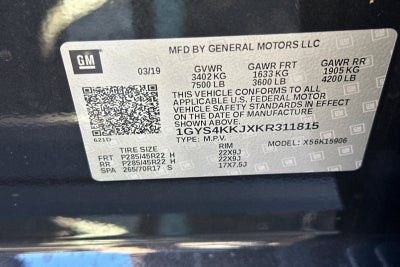 GM
MFD BY GENERAL MOTORS LLC
03/19
GVWR GAWR FRT GAWR RR
3402 KG 1633 KG 1905 KG
7500 LB 3600 LB 4200 LB
THIS VEHICLE CONFORMS TO ALL
APPLICABLE U.S. FEDERAL MOTOR
VEHICLE SAFETY STANDARDS IN EFFECT
ON THE DATE OF MANUFACTURE
SHOWN ABOVE.
621D
1GYS4KKJXKR311815
TYPE: M.P.V. MODEL: X56K15906
TIRE SIZE RIM
FRT P285/45R22 H 22X9J
RR P285/45R22 H 22X9J
SPA 265/70R17 S 17X7.5J